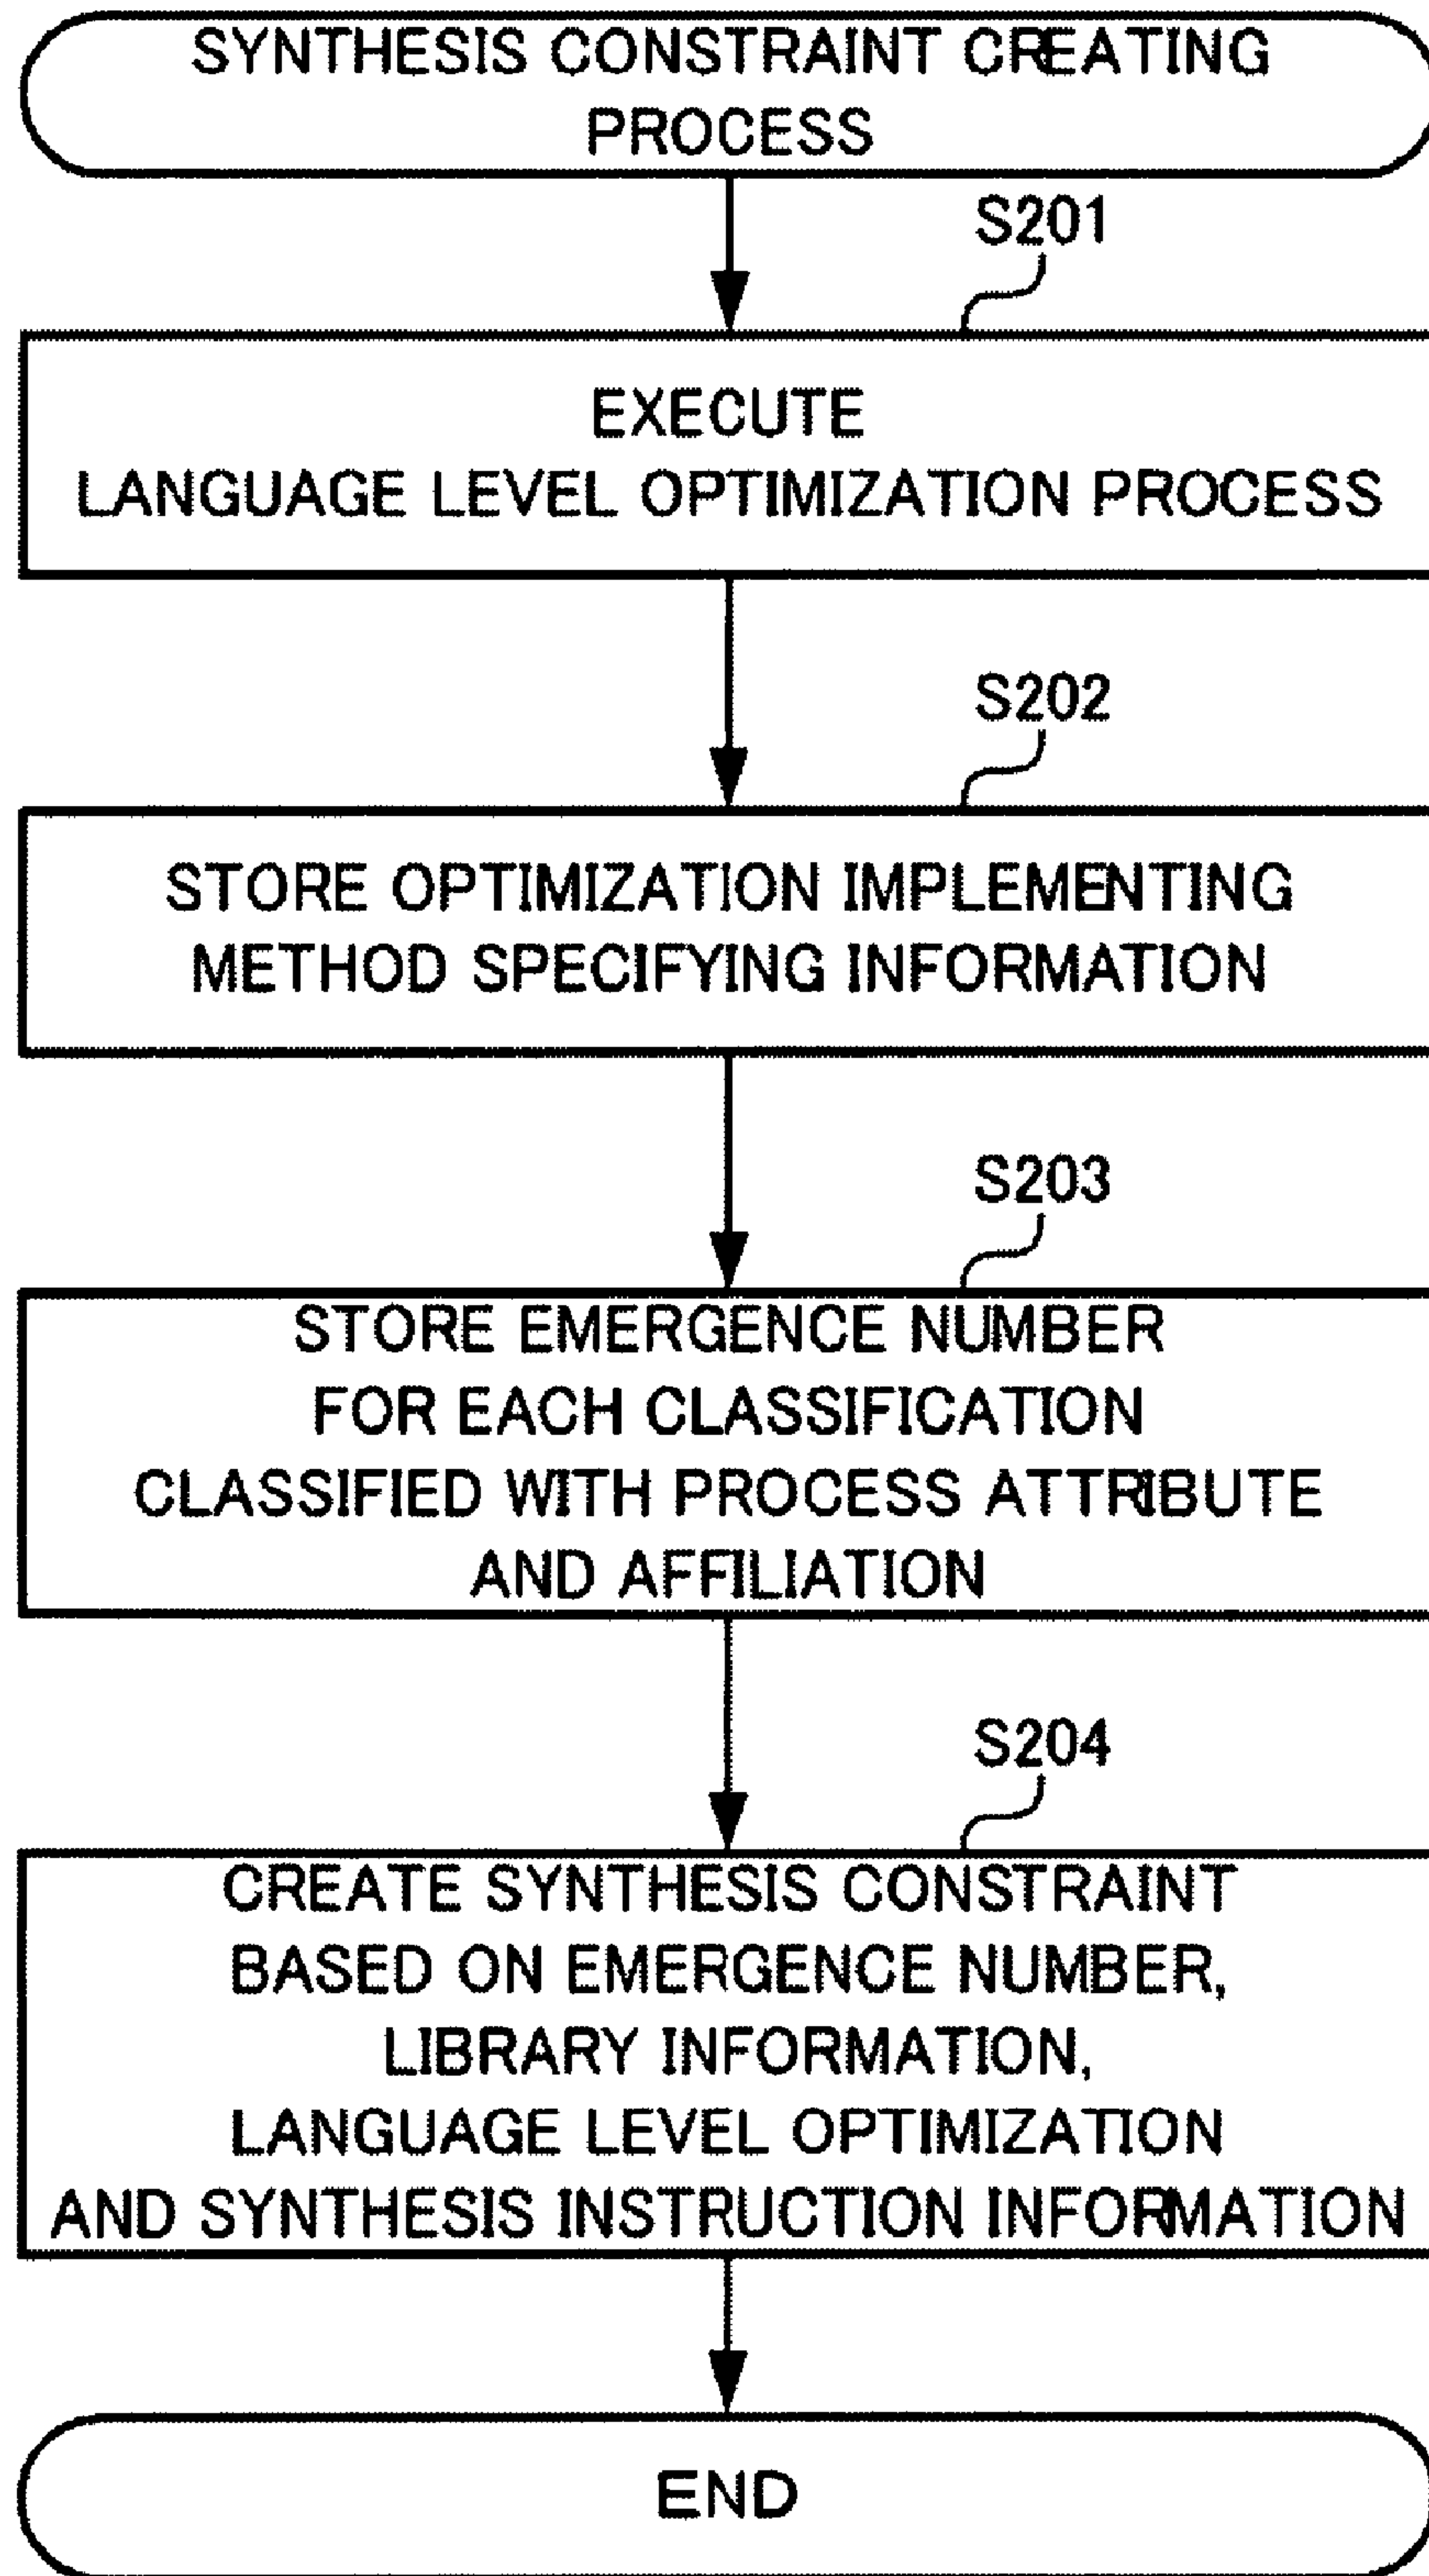 SYNTHESIS CONSTRAINT CREATING
PROCESS
S201
EXECUTE
LANGUAGE LEVEL OPTIMIZATION PROCESS
S202
STORE OPTIMIZATION IMPLEMENTING
METHOD SPECIFYING INFORMATION
S203
STORE EMERGENCE NUMBER
FOR EACH CLASSIFICATION
CLASSIFIED WITH PROCESS ATTRIBUTE
AND AFFILIATION
S204
CREATE SYNTHESIS CONSTRAINT
BASED ON EMERGENCE NUMBER,
LIBRARY INFORMATION,
LANGUAGE LEVEL OPTIMIZATION
AND SYNTHESIS INSTRUCTION INFORMATION
END